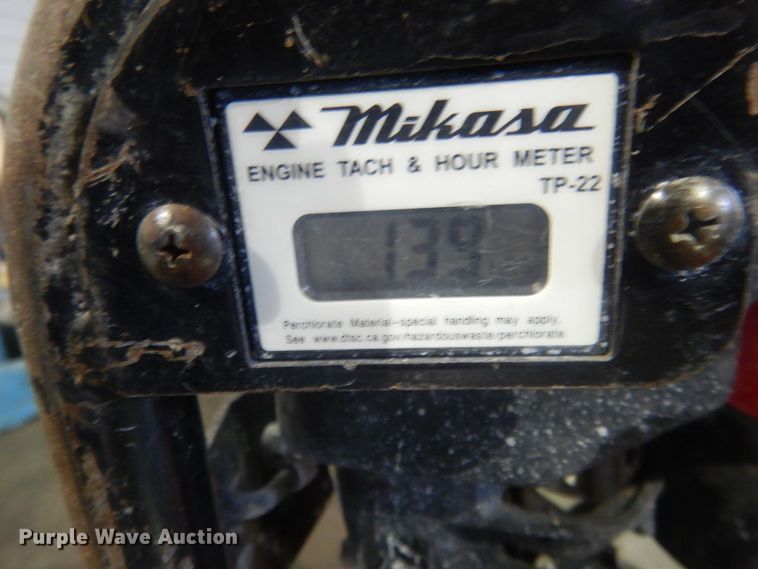 Mikasa
ENGINE TACH & HOUR METER
TP-22
139
Perchlorate Material-special handling may apply.
See www.dtsc.ca.gov/hazardouswaste/perchlorate
Purple Wave Auction